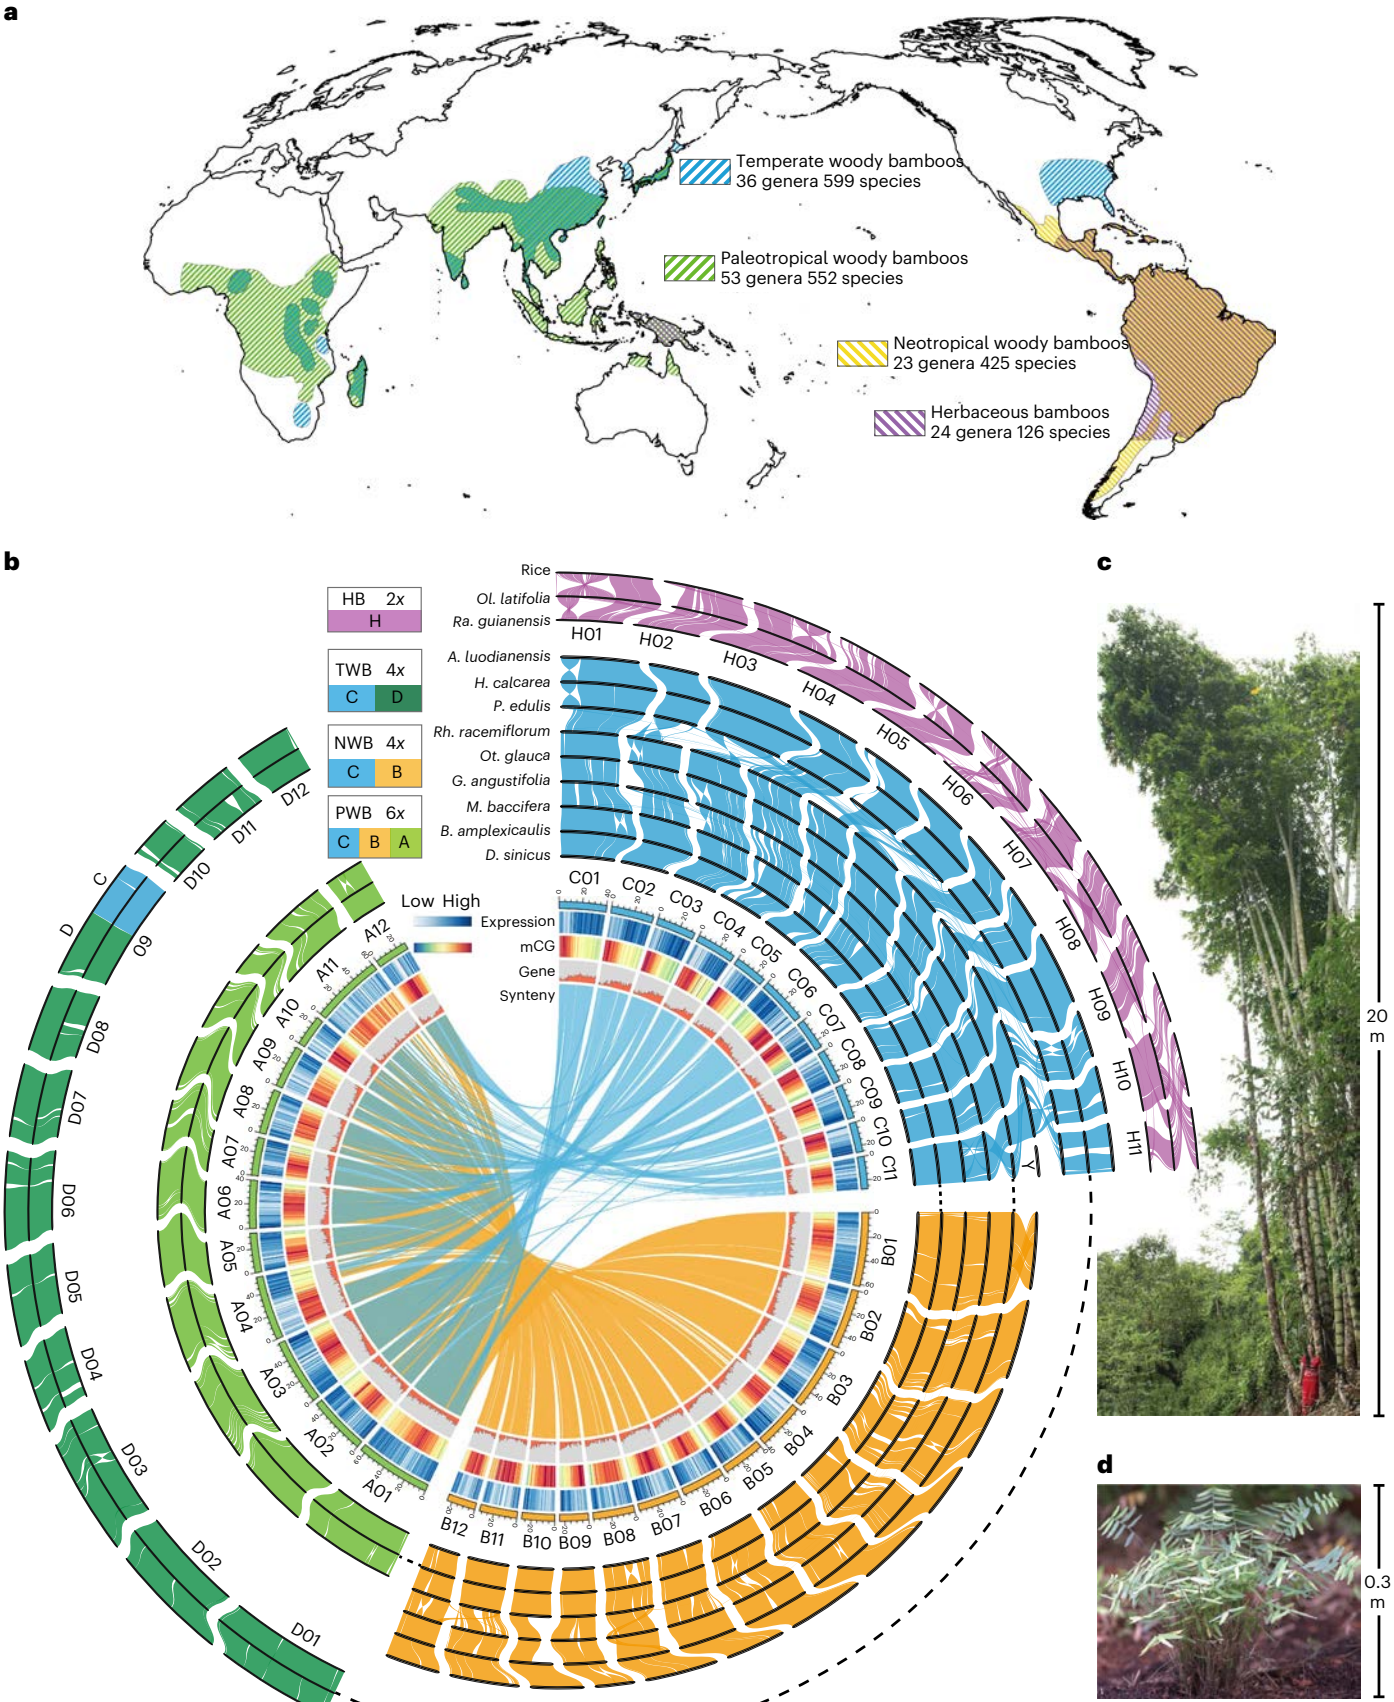 a
Temperate woody bamboos
36 genera 599 species
Paleotropical woody bamboos
53 genera 552 species
Neotropical woody bamboos
23 genera 425 species
Herbaceous bamboos
24 genera 126 species
b
HB 2x
H
TWB 4x
C D
NWB 4x
C B
PWB 6x
C B A
Rice
Ol. latifolia
Ra. guianensis
A. luodianensis
H. calcarea
P. edulis
Rh. racemiflorum
Ot. glauca
G. angustifolia
M. baccifera
B. amplexicaulis
D. sinicus
Low High
Expression
mCG
Gene
Synteny
H01
H02
H03
H04
H05
H06
H07
H08
H09
H10
H11
C01
C02
C03
C04
C05
C06
C07
C08
C09
C10
C11
Y
B01
B02
B03
B04
B05
B06
B07
B08
B09
B10
B11
B12
A01
A02
A03
A04
A05
A06
A07
A08
A09
A10
A11
A12
D01
D02
D03
D04
D05
D06
D07
D08
09
D
C
D10
D11
D12
c
20
m
d
0.3
m